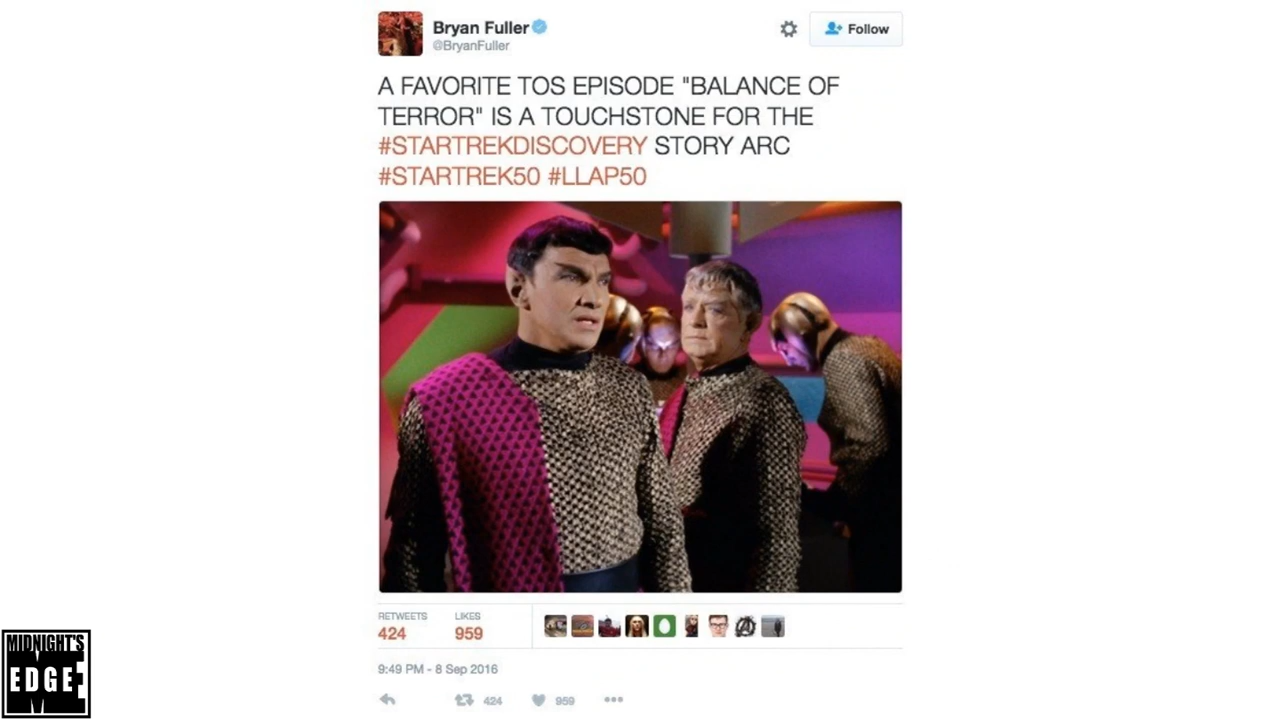 Bryan Fuller
@BryanFuller
Follow
A FAVORITE TOS EPISODE "BALANCE OF
TERROR" IS A TOUCHSTONE FOR THE
#STARTREKDISCOVERY STORY ARC
#STARTREK50 #LLAP50
RETWEETS LIKES
424 959
9:49 PM - 8 Sep 2016
424 959
MIDNIGHT'S
EDGE
ME